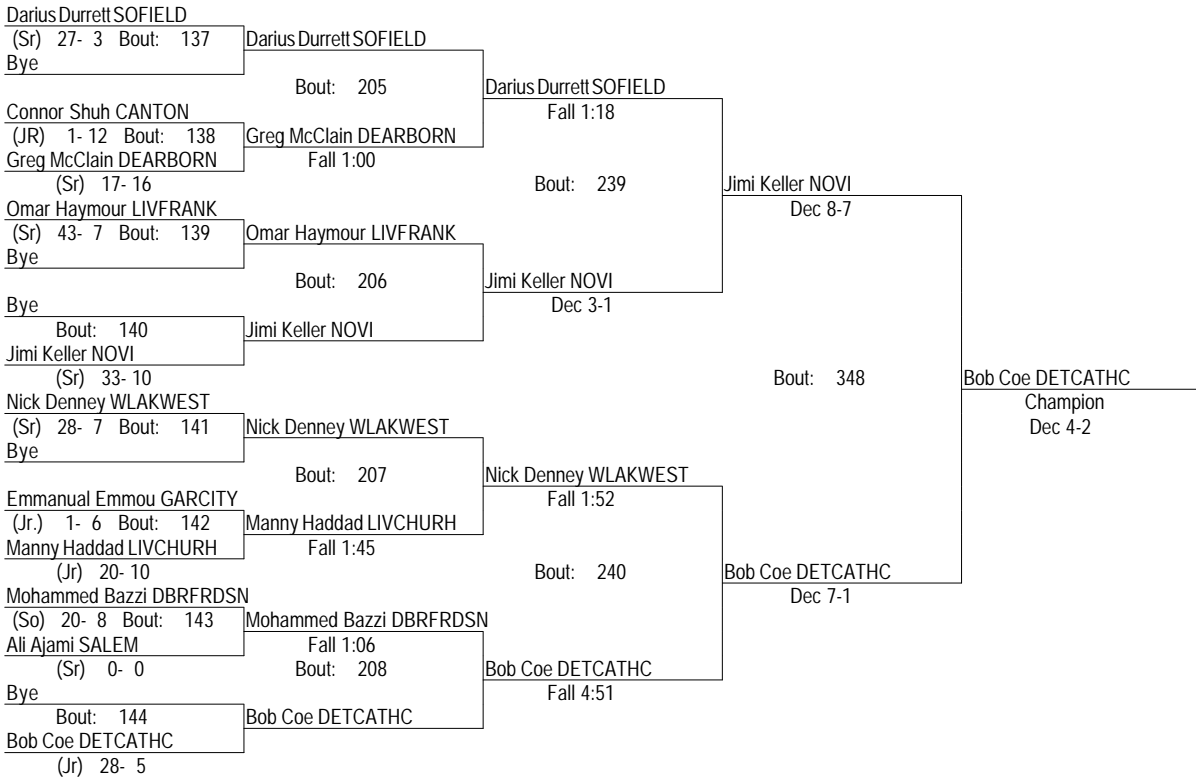 Darius Durrett SOFIELD
(Sr) 27- 3 Bout: 137
Bye
Connor Shuh CANTON
(JR) 1- 12 Bout: 138
Greg McClain DEARBORN
(Sr) 17- 16
Omar Haymour LIVFRANK
(Sr) 43- 7 Bout: 139
Bye
Bye
Bout: 140
Jimi Keller NOVI
(Sr) 33- 10
Nick Denney WLAKWEST
(Sr) 28- 7 Bout: 141
Bye
Emmanual Emmou GARCITY
(Jr.) 1- 6 Bout: 142
Manny Haddad LIVCHURH
(Jr) 20- 10
Mohammed Bazzi DBRFRDSN
(So) 20- 8 Bout: 143
Ali Ajami SALEM
(Sr) 0- 0
Bye
Bout: 144
Bob Coe DETCATHC
(Jr) 28- 5
Darius Durrett SOFIELD
Bout: 205
Greg McClain DEARBORN
Fall 1:00
Omar Haymour LIVFRANK
Bout: 206
Jimi Keller NOVI
Nick Denney WLAKWEST
Bout: 207
Manny Haddad LIVCHURH
Fall 1:45
Mohammed Bazzi DBRFRDSN
Fall 1:06
Bout: 208
Bob Coe DETCATHC
Darius Durrett SOFIELD
Fall 1:18
Bout: 239
Jimi Keller NOVI
Dec 3-1
Nick Denney WLAKWEST
Fall 1:52
Bout: 240
Bob Coe DETCATHC
Fall 4:51
Jimi Keller NOVI
Dec 8-7
Bout: 348
Bob Coe DETCATHC
Dec 7-1
Bob Coe DETCATHC
Champion
Dec 4-2